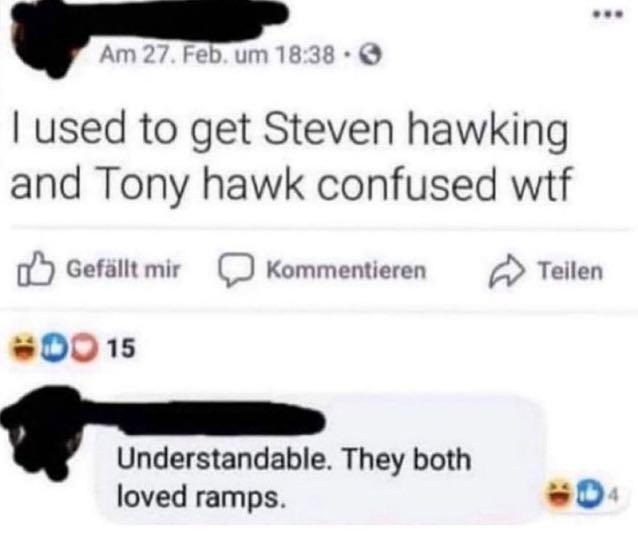 Am 27. Feb. um 18:38 ·
I used to get Steven hawking
and Tony hawk confused wtf
Gefällt mir Kommentieren Teilen
15
Understandable. They both
loved ramps.
4